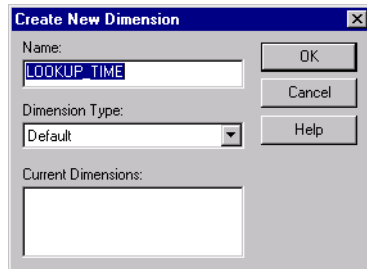 Create New Dimension
Name:
LOOKUP_TIME
OK
Cancel
Dimension Type:
Help
Default
Current Dimensions: